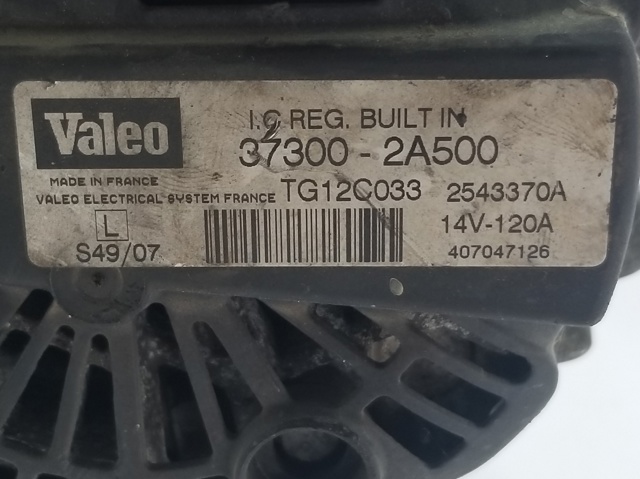 Valeo
I.C REG. BUILT IN
37300 - 2A500
MADE IN FRANCE
VALEO ELECTRICAL SYSTEM FRANCE
TG12C033 2543370A
L
14V-120A
S49/07
407047126